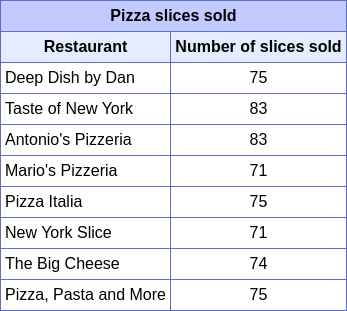 Pizza slices sold
Restaurant Number of slices sold
Deep Dish by Dan 75
Taste of New York 83
Antonio's Pizzeria 83
Mario's Pizzeria 71
Pizza Italia 75
New York Slice 71
The Big Cheese 74
Pizza, Pasta and More 75